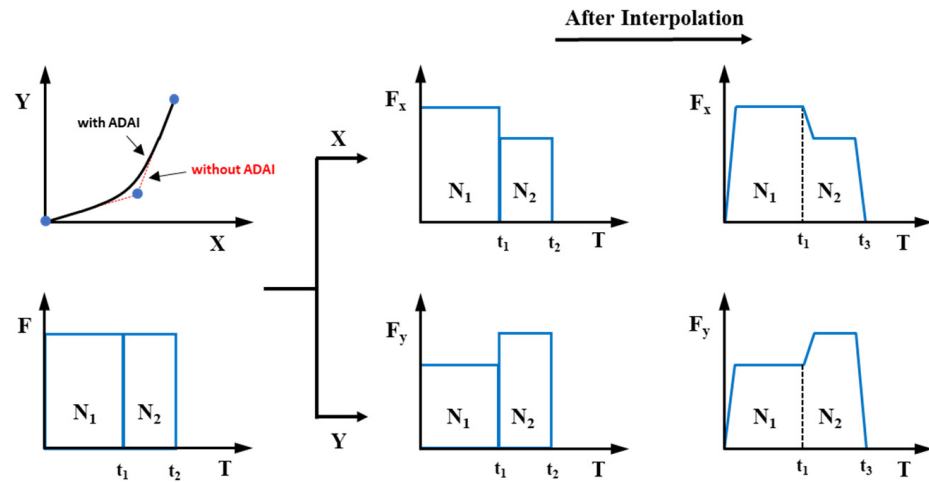 After Interpolation
Y
with ADAI
without ADAI
X
X
Fx
N1
N2
t1
t2
T
Fx
N1
N2
t1
t3
T
F
N1
N2
t1
t2
T
Y
Fy
N1
N2
t1
t2
T
Fy
N1
N2
t1
t3
T